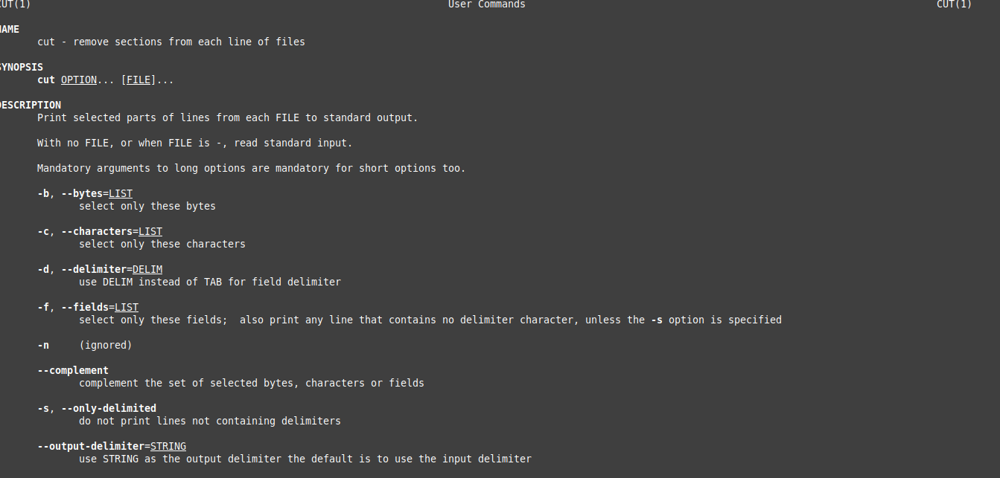 CUT(1) User Commands CUT(1)
NAME
cut - remove sections from each line of files
SYNOPSIS
cut OPTION... [FILE]...
DESCRIPTION
Print selected parts of lines from each FILE to standard output.
With no FILE, or when FILE is -, read standard input.
Mandatory arguments to long options are mandatory for short options too.
-b, --bytes=LIST
select only these bytes
-c, --characters=LIST
select only these characters
-d, --delimiter=DELIM
use DELIM instead of TAB for field delimiter
-f, --fields=LIST
select only these fields;  also print any line that contains no delimiter character, unless the -s option is specified
-n (ignored)
--complement
complement the set of selected bytes, characters or fields
-s, --only-delimited
do not print lines not containing delimiters
--output-delimiter=STRING
use STRING as the output delimiter the default is to use the input delimiter